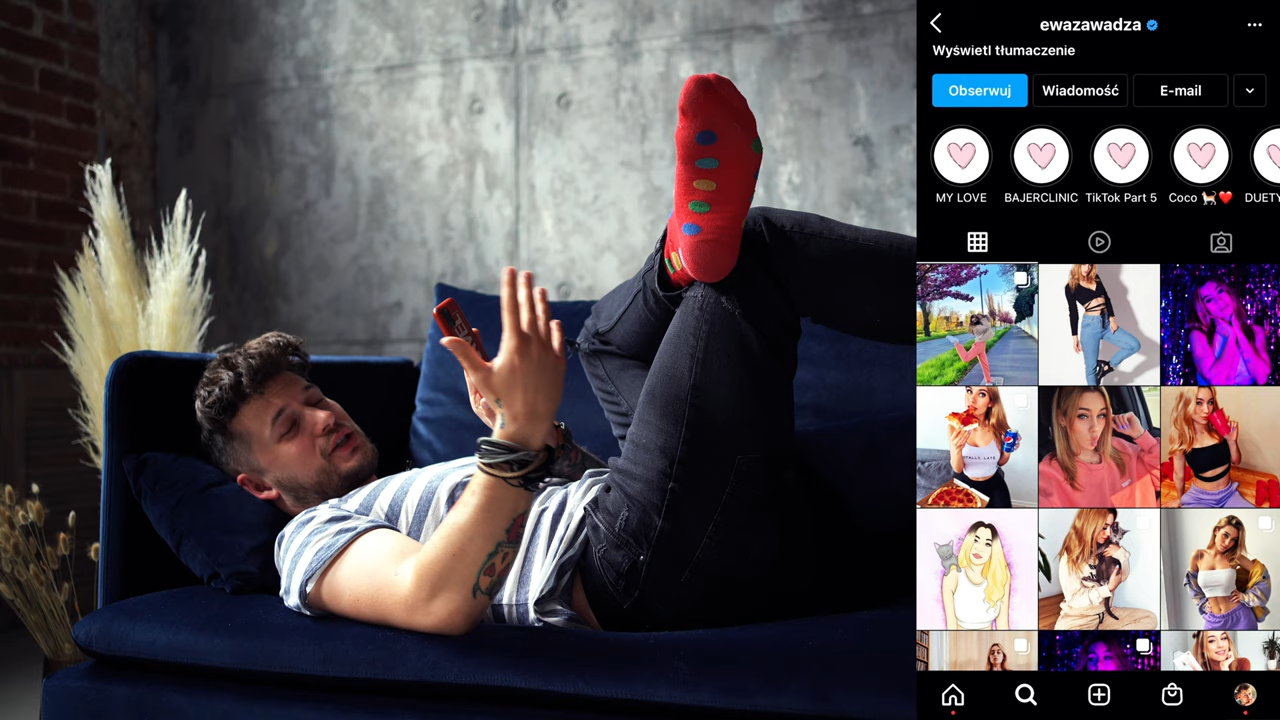 ewazawadza
Wyświetl tłumaczenie
Obserwuj
Wiadomość
E-mail
MY LOVE
BAJERCLINIC
TikTok Part 5
Coco 🐈❤️
DUETY